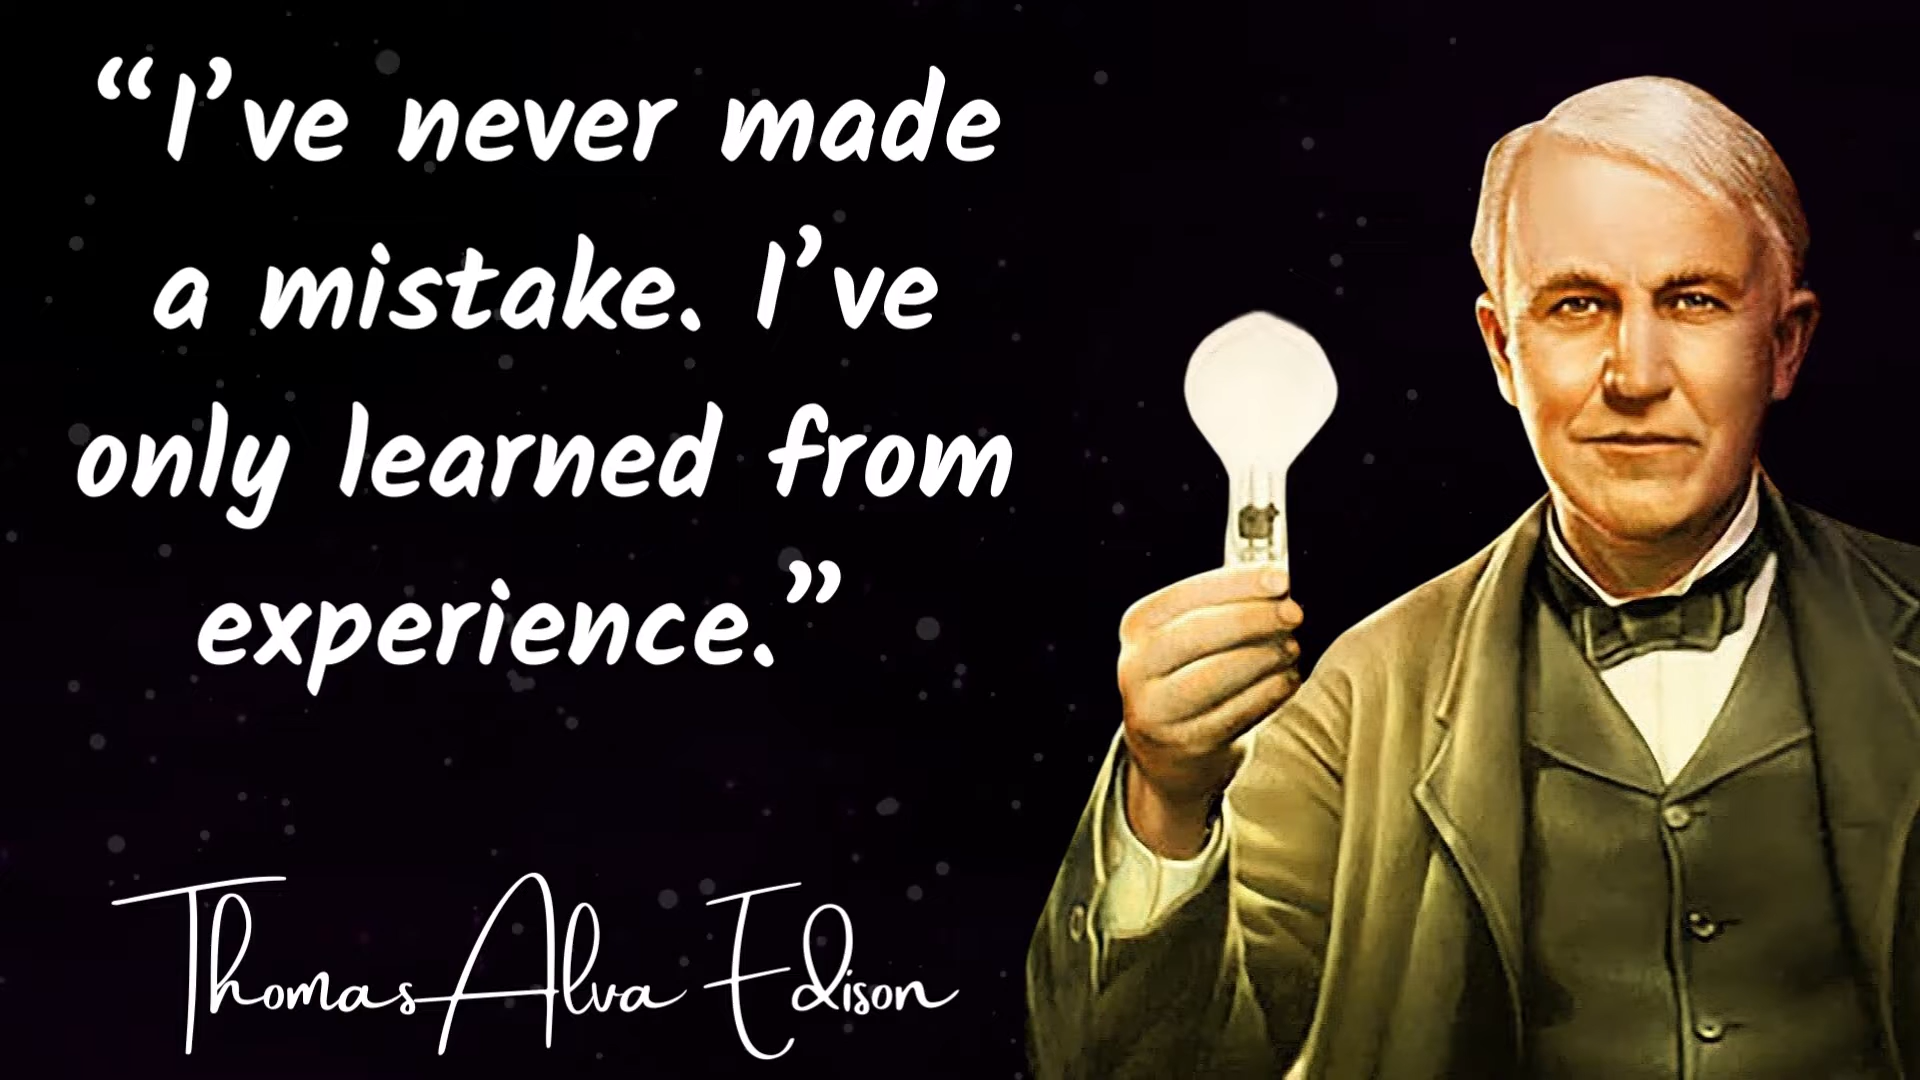 “I’ve never made
a mistake. I’ve
only learned from
experience.”
Thomas Alva Edison